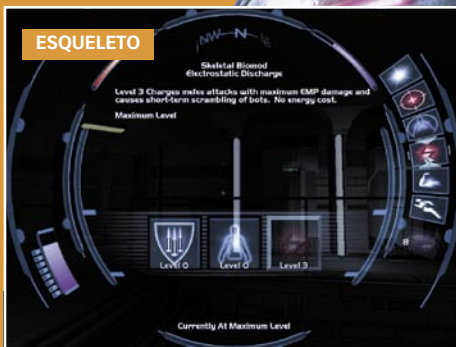 ESQUELETO
NW N
Skeletal Biomod
Electrostatic Discharge
Level 3 Charges melee attacks with maximum EMP damage and
causes short-term scrambling of bots. No energy cost.
Maximum Level
8
Level 0 Level 0 Level 3
Currently At Maximum Level